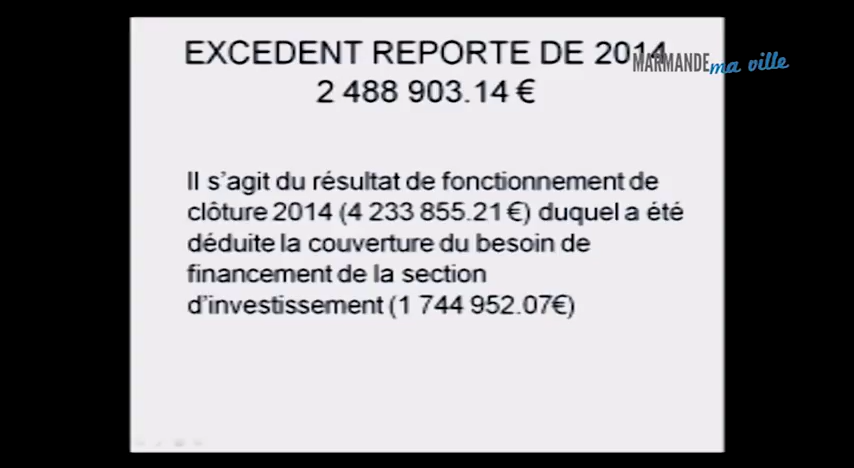 EXCEDENT REPORTE DE 2014
MARMANDE ma ville
2 488 903.14 €
Il s'agit du résultat de fonctionnement de
clôture 2014 (4 233 855.21 €) duquel a été
déduite la couverture du besoin de
financement de la section
d'investissement (1 744 952.07€)